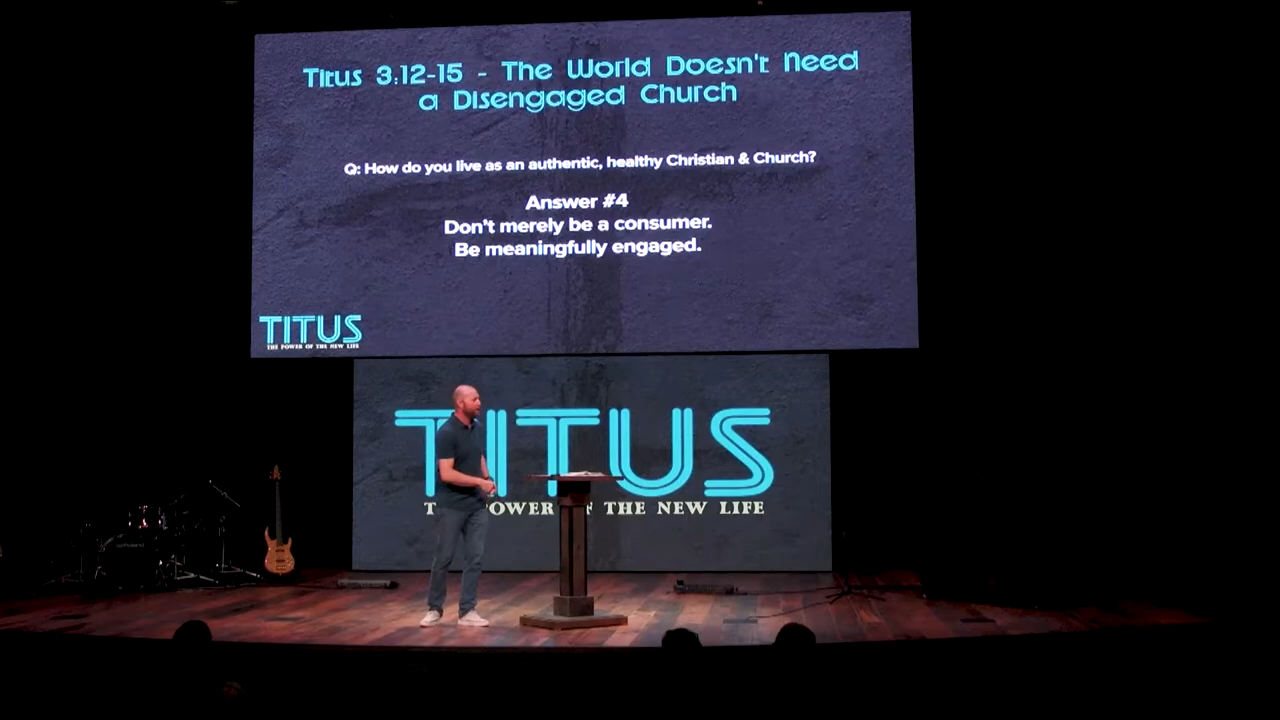 Titus 3:12-15 - The World Doesn't Need
a Disengaged Church
Q: How do you live as an authentic, healthy Christian & Church?
Answer #4
Don't merely be a consumer.
Be meaningfully engaged.
TITUS
THE POWER OF THE NEW LIFE
TITUS
THE POWER OF THE NEW LIFE